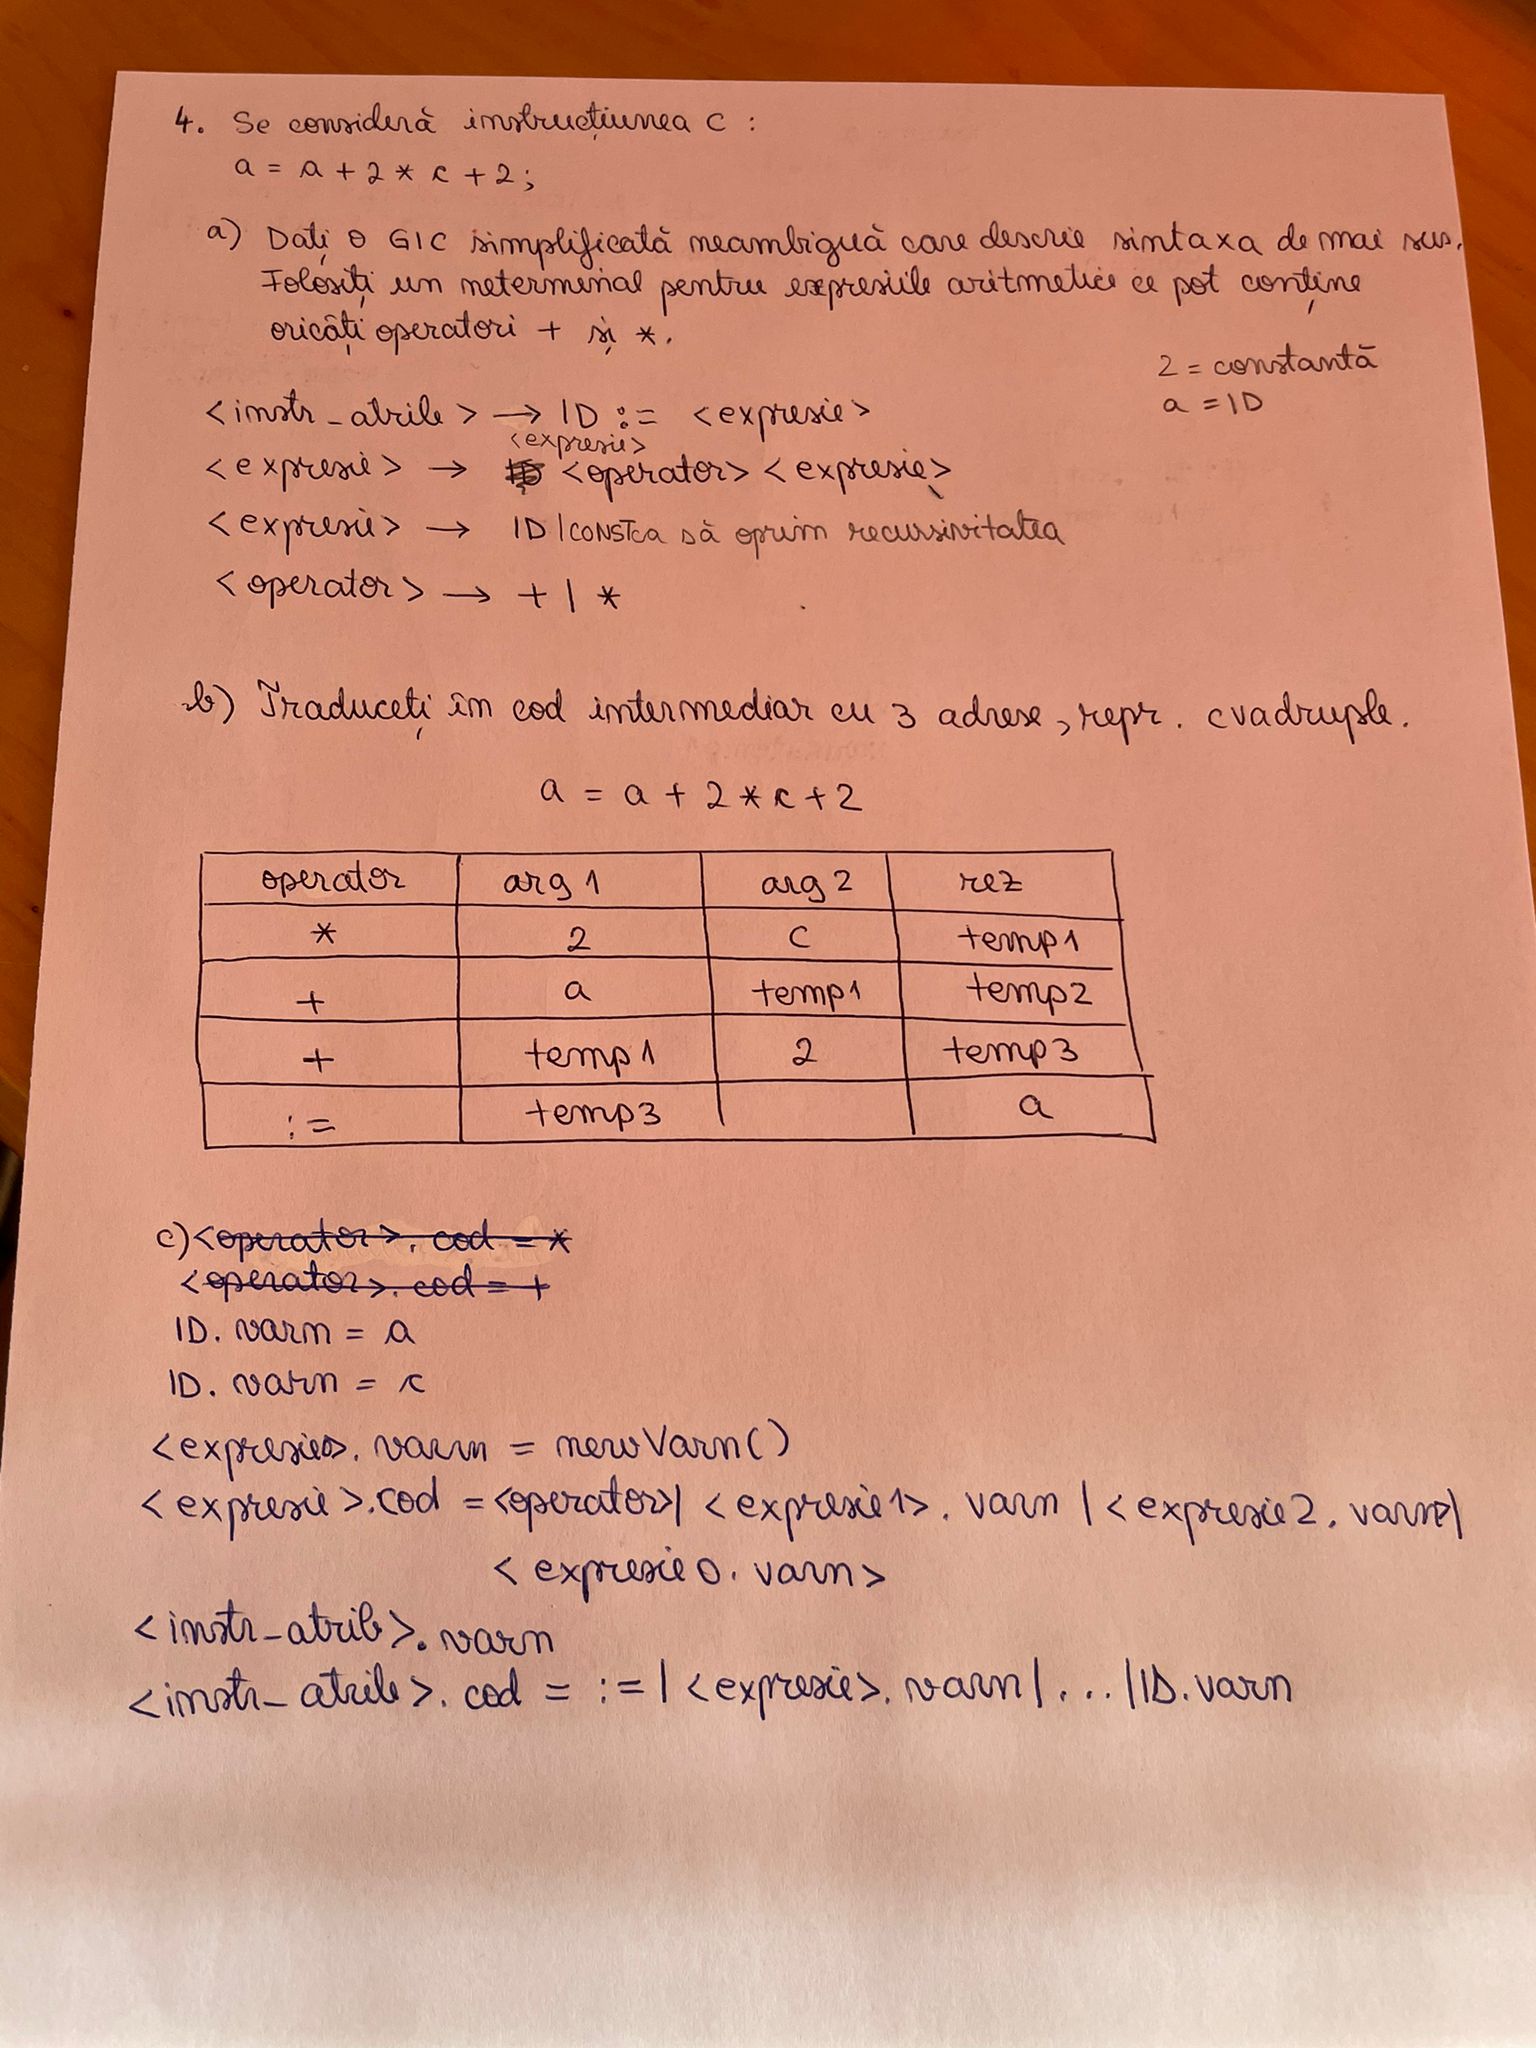 4. Se consideră instrucțiunea C :
a = a + 2 * c + 2 ;
a) Dați o GIC simplificată neambiguă care descrie sintaxa de mai sus.
Folosiți un neterminal pentru expresiile aritmetice ce pot conține
oricâți operatori + și *.
2 = constantă
a = ID
<instr_atrib> → ID := <expresie>
<expresie> → <expresie> <operator> <expresie>
<expresie> → ID | CONST ca să oprim recursivitatea
<operator> → + | *
b) Traduceți în cod intermediar cu 3 adrese, repr. cvadruple.
a = a + 2 * c + 2
operator arg 1 arg 2 rez
* 2 c temp1
+ a temp1 temp2
+ temp1 2 temp3
:= temp3 a
c) <operator>. cod = *
<operator>. cod = +
ID. varn = a
ID. varn = c
<expresie0>. varn = newVarn()
<expresie>.cod = <operator>| <expresie1>. varn | <expresie2. varn>|
<expresie0. varn>
<instr_atrib>. varn
<instr_atrib>. cod = := | <expresie>. varn | ... | ID. varn